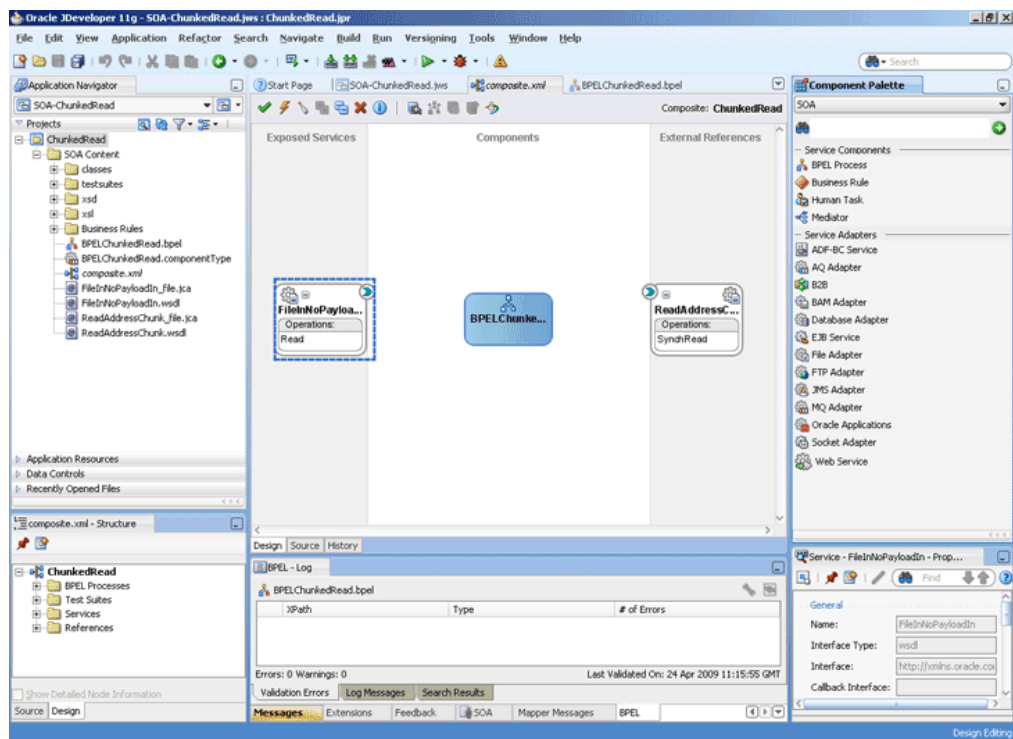 Oracle JDeveloper 11g - SOA-ChunkedRead.jws : ChunkedRead.jpr
File Edit View Application Refactor Search Navigate Build Run Versioning Tools Window Help
Search
Application Navigator
SOA-ChunkedRead
Projects
ChunkedRead
SOA Content
classes
testsuites
xsd
xsl
Business Rules
BPELChunkedRead.bpel
BPELChunkedRead.componentType
composite.xml
FileInNoPayloadIn_file.jca
FileInNoPayloadIn.wsdl
ReadAddressChunk_file.jca
ReadAddressChunk.wsdl
Application Resources
Data Controls
Recently Opened Files
composite.xml - Structure
ChunkedRead
BPEL Processes
Test Suites
Services
References
Show Detailed Node Information
Source Design
Start Page SOA-ChunkedRead.jws composite.xml BPELChunkedRead.bpel
Composite: ChunkedRead
Exposed Services Components External References
FileInNoPayloa...
Operations:
Read
BPELChunke...
ReadAddressC...
Operations:
SynchRead
Design Source History
BPEL - Log
BPELChunkedRead.bpel
XPath Type # of Errors
Errors: 0 Warnings: 0 Last Validated On: 24 Apr 2009 11:15:55 GMT
Validation Errors Log Messages Search Results
Messages Extensions Feedback SOA Mapper Messages BPEL
Component Palette
SOA
Service Components
BPEL Process
Business Rule
Human Task
Mediator
Service Adapters
ADF-BC Service
AQ Adapter
B2B
BAM Adapter
Database Adapter
EJB Service
File Adapter
FTP Adapter
JMS Adapter
MQ Adapter
Oracle Applications
Socket Adapter
Web Service
Service - FileInNoPayloadIn - Prop...
Find
General
Name: FileInNoPayloadIn
Interface Type: wsdl
Interface: http://xmlns.oracle.co
Callback Interface:
Design Editing